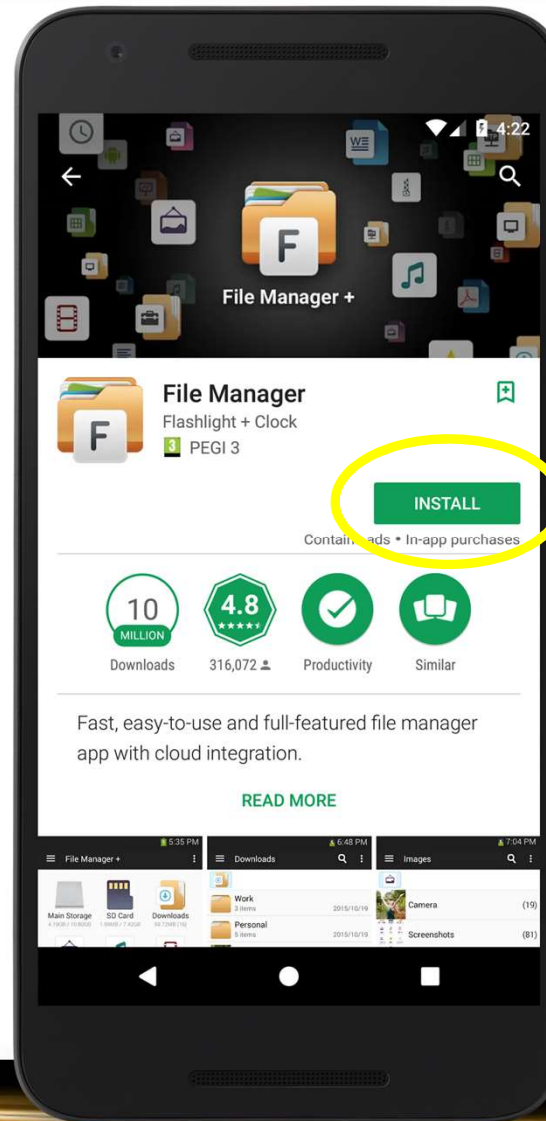 4:22
W
F
File Manager +
File Manager
Flashlight + Clock
3 PEGI 3
F
INSTALL
Contain ads • In-app purchases
10
MILLION
4.8
Downloads
316,072
Productivity
Similar
Fast, easy-to-use and full-featured file manager
app with cloud integration.
READ MORE
5:35 PM
File Manager +
Main Storage
SD Card
Downloads
6:48 PM
Downloads
Work
3 items
2015/10/19
Personal
5 items
2015/10/19
7:04 PM
Images
Camera
(19)
Screenshots
(81)